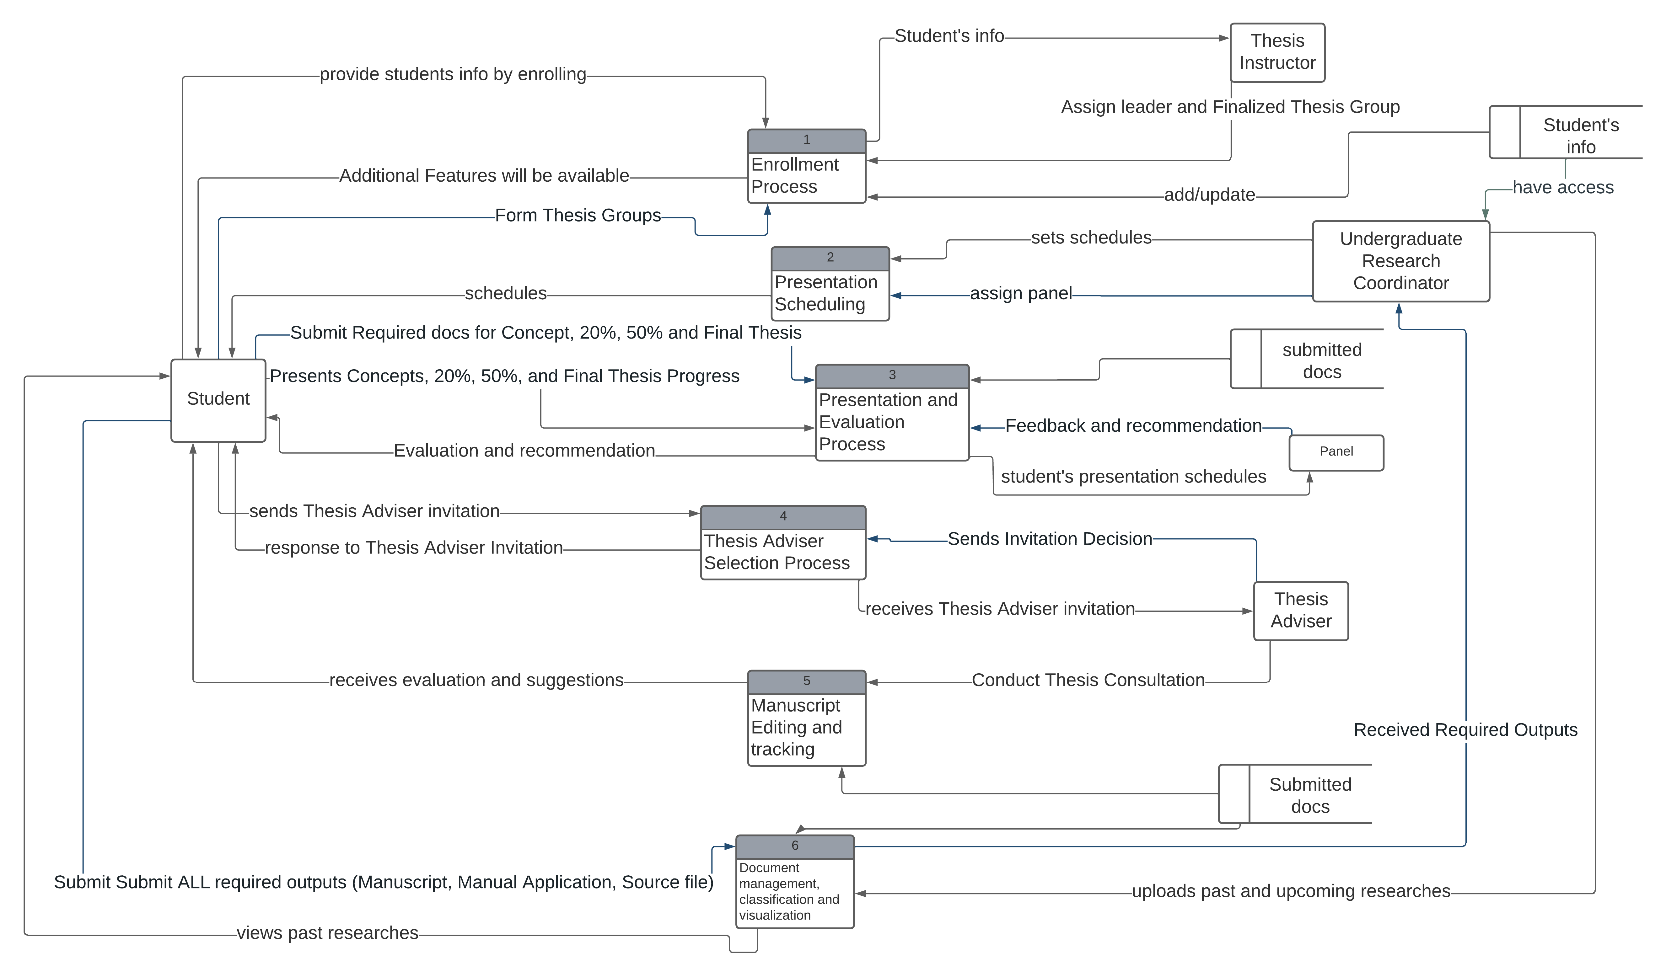 Student's info
Thesis
Instructor
provide students info by enrolling
Assign leader and Finalized Thesis Group
Student's
info
1
Enrollment
Process
Additional Features will be available
have access
add/update
Form Thesis Groups
sets schedules
Undergraduate
Research
Coordinator
2
Presentation
Scheduling
schedules
assign panel
Submit Required docs for Concept, 20%, 50% and Final Thesis
submitted
docs
Presents Concepts, 20%, 50%, and Final Thesis Progress
3
Presentation and
Evaluation
Process
Student
Feedback and recommendation
Panel
Evaluation and recommendation
student's presentation schedules
sends Thesis Adviser invitation
4
Thesis Adviser
Selection Process
response to Thesis Adviser Invitation
Sends Invitation Decision
receives Thesis Adviser invitation
Thesis
Adviser
receives evaluation and suggestions
5
Manuscript
Editing and
tracking
Conduct Thesis Consultation
Received Required Outputs
Submitted
docs
6
Document
management,
classification and
visualization
Submit Submit ALL required outputs (Manuscript, Manual Application, Source file)
uploads past and upcoming researches
views past researches